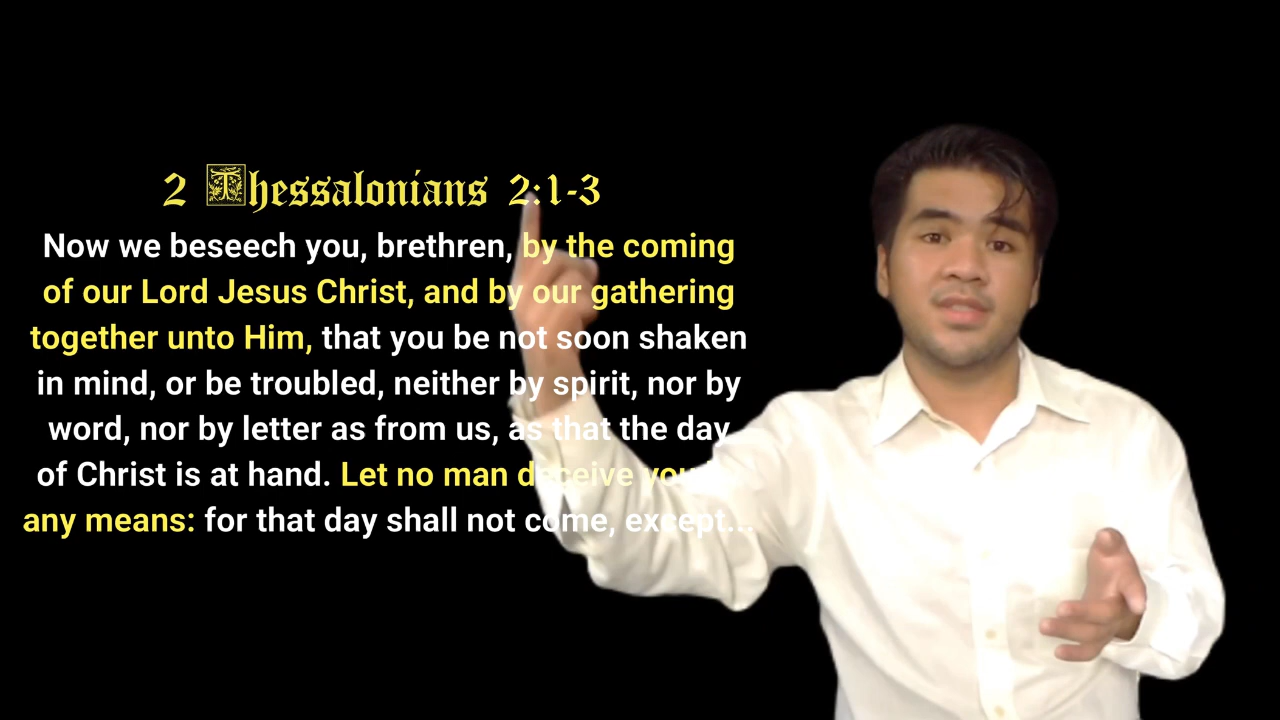 2 Thessalonians 2:1-3
Now we beseech you, brethren, by the coming
of our Lord Jesus Christ, and by our gathering
together unto Him, that you be not soon shaken
in mind, or be troubled, neither by spirit, nor by
word, nor by letter as from us, as that the day
of Christ is at hand. Let no man deceive you
any means: for that day shall not come, except...